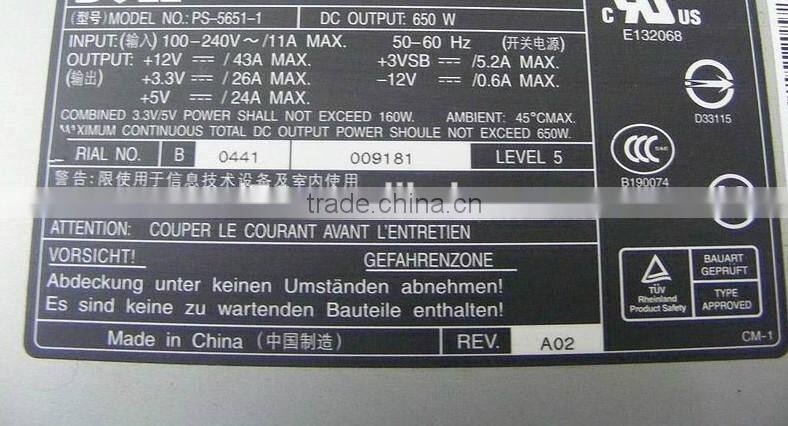 DELL
(型号)MODEL NO.: PS-5651-1 DC OUTPUT: 650 W
INPUT:(输入) 100-240V～/11A MAX. 50-60 Hz (开关电源)
OUTPUT: +12V ⎓ /43A MAX. +3VSB ⎓ /5.2A MAX.
(输出) +3.3V ⎓ /26A MAX. -12V ⎓ /0.6A MAX.
+5V ⎓ /24A MAX.
COMBINED 3.3V/5V POWER SHALL NOT EXCEED 160W. AMBIENT: 45°CMAX.
MAXIMUM CONTINUOUS TOTAL DC OUTPUT POWER SHOULE NOT EXCEED 650W.
RIAL NO. B 0441 009181 LEVEL 5
警告: 限使用于信息技术设备及室内使用
trade.china.cn
ATTENTION: COUPER LE COURANT AVANT L'ENTRETIEN
VORSICHT! GEFAHRENZONE
Abdeckung unter keinen Umständen abnehmen!
Es sind keine zu wartenden Bauteile enthalten!
Made in China (中国制造) REV. A02
C US
E132068
D33115
CCC S&E
B190074
TÜV
Rheinland
Product Safety
BAUART
GEPRUFT
TYPE
APPROVED
CM-1